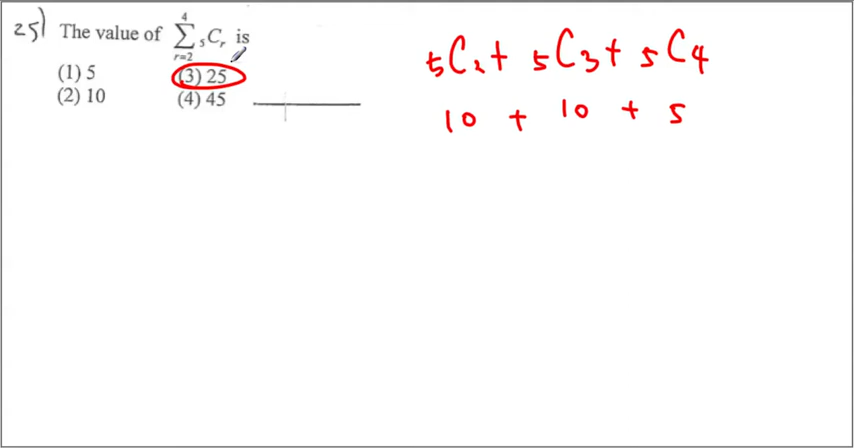 25) The value of 4
∑ ₅Cᵣ is
r=2
(1) 5 (3) 25
(2) 10 (4) 45
₅C₂ + ₅C₃ + ₅C₄
10 + 10 + 5